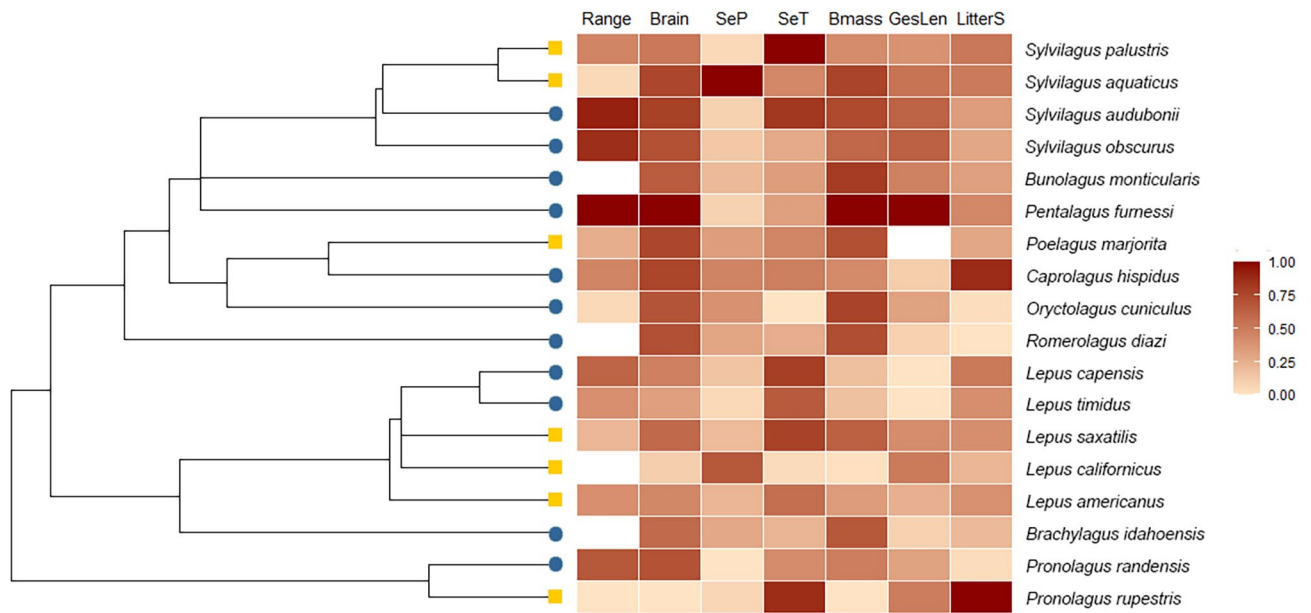 Range Brain SeP SeT Bmass GesLen LitterS
Sylvilagus palustris
Sylvilagus aquaticus
Sylvilagus audubonii
Sylvilagus obscurus
Bunolagus monticularis
Pentalagus furnessi
Poelagus marjorita
Caprolagus hispidus
Oryctolagus cuniculus
Romerolagus diazi
Lepus capensis
Lepus timidus
Lepus saxatilis
Lepus californicus
Lepus americanus
Brachylagus idahoensis
Pronolagus randensis
Pronolagus rupestris
1.00
0.75
0.50
0.25
0.00